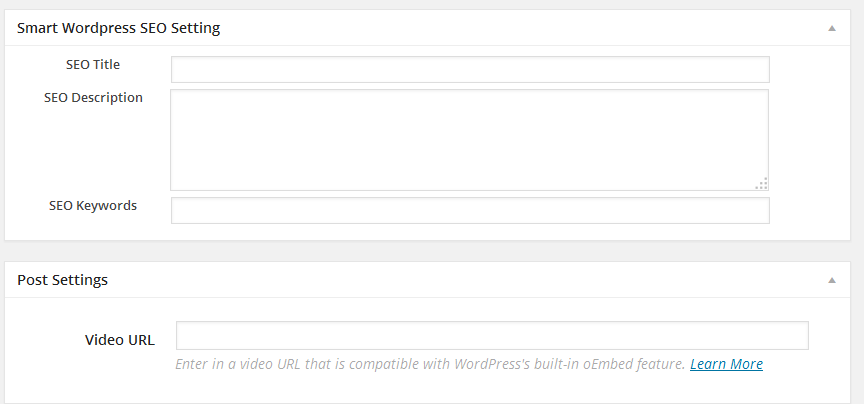 Smart Wordpress SEO Setting
SEO Title
SEO Description
SEO Keywords
Post Settings
Video URL
Enter in a video URL that is compatible with WordPress's built-in oEmbed feature. Learn More